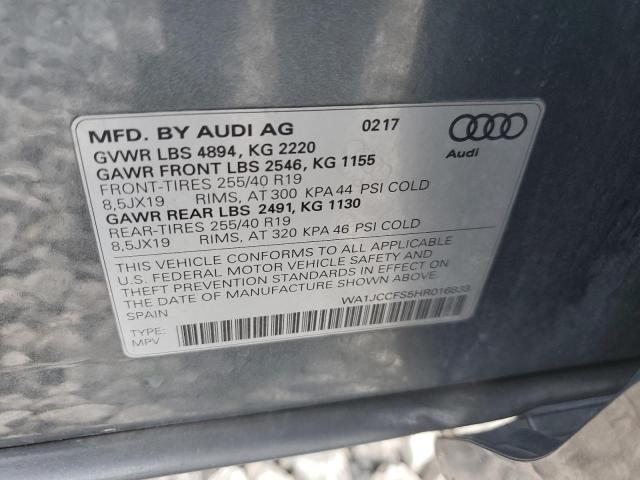 MFD. BY AUDI AG 0217
GVWR LBS 4894, KG 2220
GAWR FRONT LBS 2546, KG 1155
FRONT-TIRES 255/40 R19
8,5JX19 RIMS, AT 300 KPA 44 PSI COLD
GAWR REAR LBS 2491, KG 1130
REAR-TIRES 255/40 R19
8,5JX19 RIMS, AT 320 KPA 46 PSI COLD
Audi
THIS VEHICLE CONFORMS TO ALL APPLICABLE
U.S. FEDERAL MOTOR VEHICLE SAFETY AND
THEFT PREVENTION STANDARDS IN EFFECT ON
THE DATE OF MANUFACTURE SHOWN ABOVE.
SPAIN
WA1JCCFS5HR016833
TYPE:
MPV